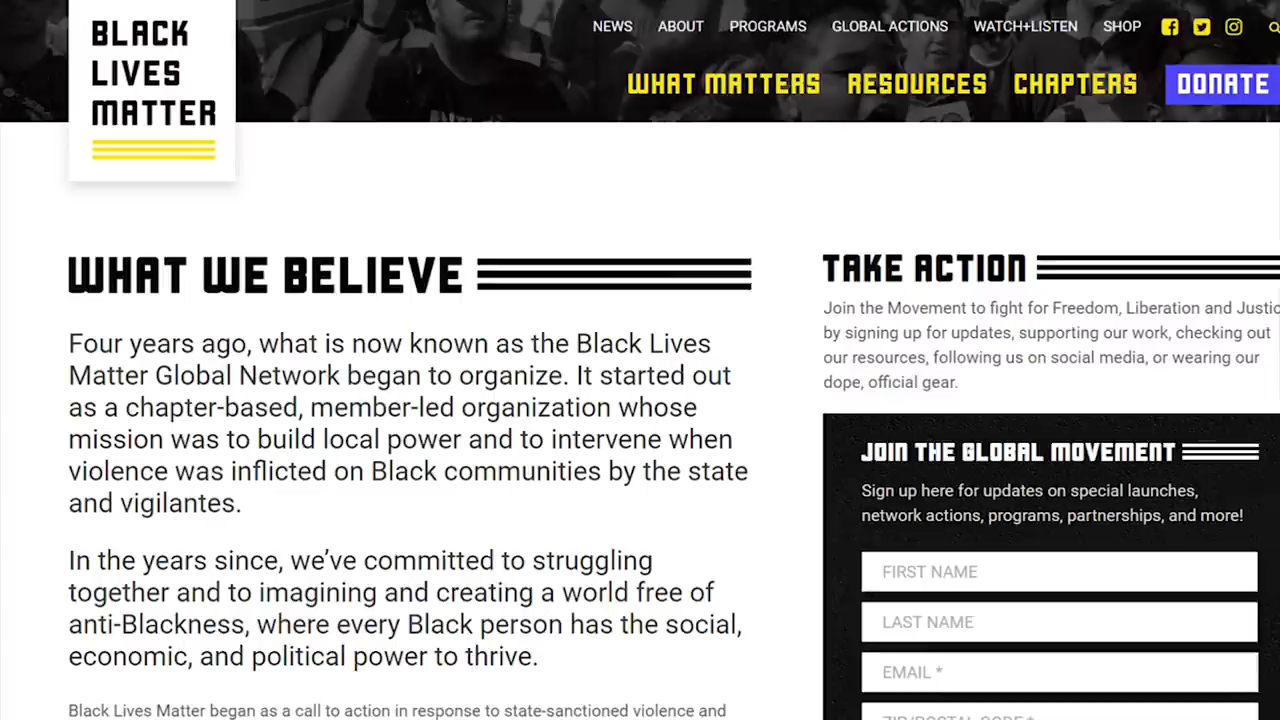 BLACK
LIVES
MATTER
NEWS ABOUT PROGRAMS GLOBAL ACTIONS WATCH+LISTEN SHOP
WHAT MATTERS RESOURCES CHAPTERS DONATE
WHAT WE BELIEVE
Four years ago, what is now known as the Black Lives
Matter Global Network began to organize. It started out
as a chapter-based, member-led organization whose
mission was to build local power and to intervene when
violence was inflicted on Black communities by the state
and vigilantes.
In the years since, we’ve committed to struggling
together and to imagining and creating a world free of
anti-Blackness, where every Black person has the social,
economic, and political power to thrive.
Black Lives Matter began as a call to action in response to state-sanctioned violence and
TAKE ACTION
Join the Movement to fight for Freedom, Liberation and Justic
by signing up for updates, supporting our work, checking out
our resources, following us on social media, or wearing our
dope, official gear.
JOIN THE GLOBAL MOVEMENT
Sign up here for updates on special launches,
network actions, programs, partnerships, and more!
FIRST NAME
LAST NAME
EMAIL *
ZIP/POSTAL CODE *